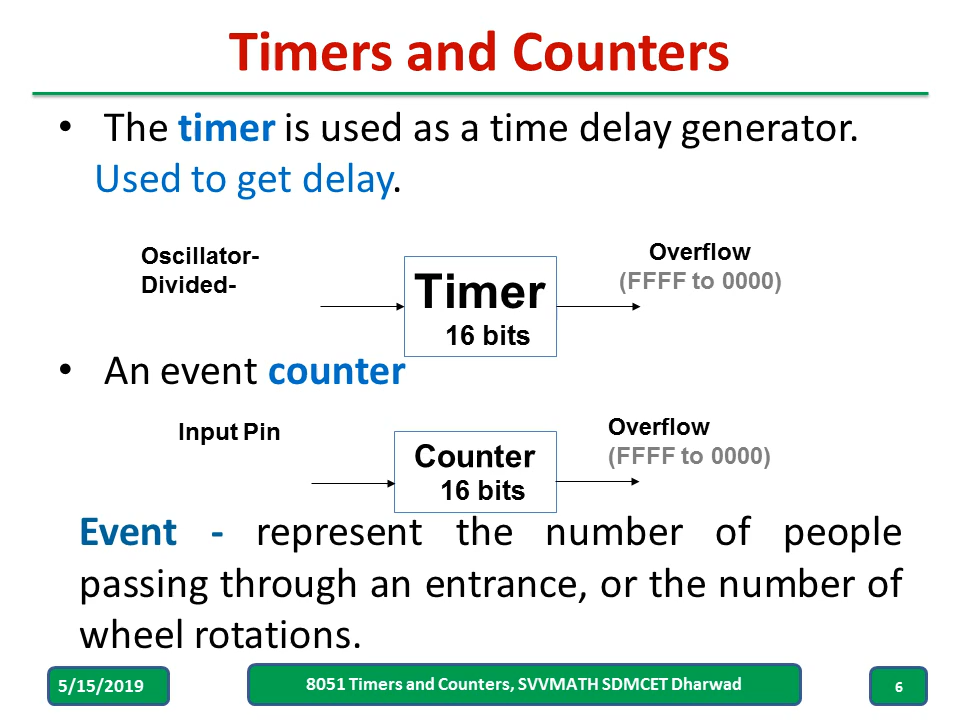 Timers and Counters
• The timer is used as a time delay generator.
Used to get delay.
Oscillator-
Divided-
Timer
16 bits
Overflow
(FFFF to 0000)
• An event counter
Input Pin
Counter
16 bits
Overflow
(FFFF to 0000)
Event - represent the number of people
passing through an entrance, or the number of
wheel rotations.
5/15/2019
8051 Timers and Counters, SVVMATH SDMCET Dharwad
6